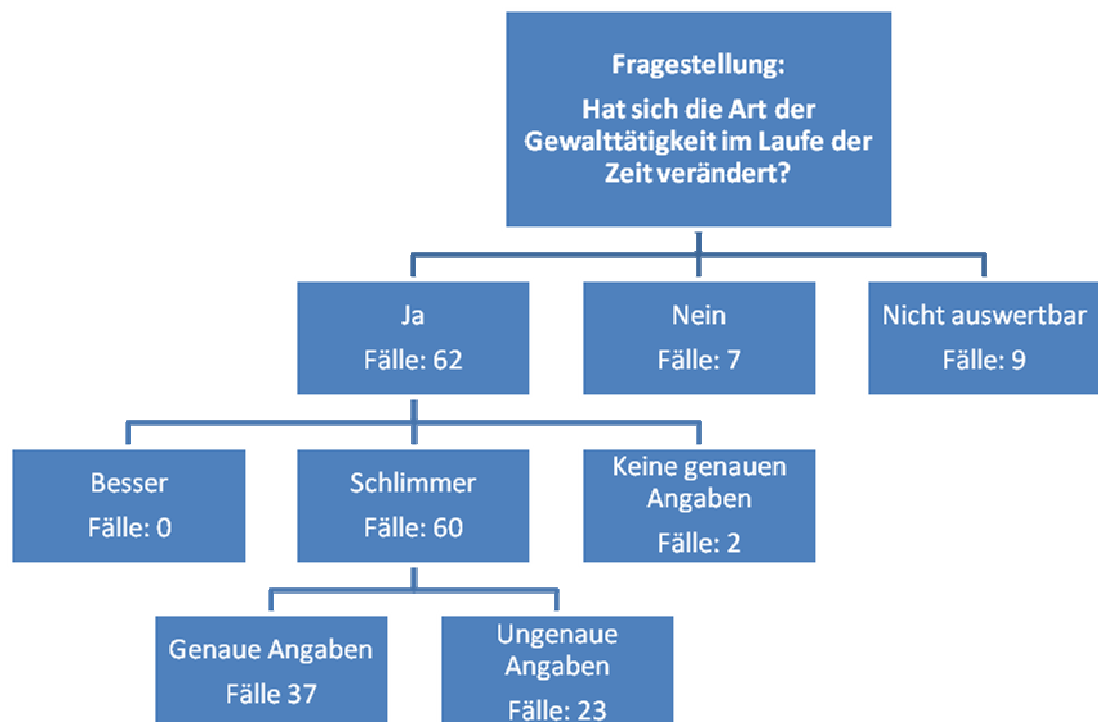 Fragestellung:
Hat sich die Art der
Gewalttätigkeit im Laufe der
Zeit verändert?
Ja
Fälle: 62
Nein
Fälle: 7
Nicht auswertbar
Fälle: 9
Besser
Fälle: 0
Schlimmer
Fälle: 60
Keine genauen
Angaben
Fälle: 2
Genaue Angaben
Fälle 37
Ungenaue
Angaben
Fälle: 23